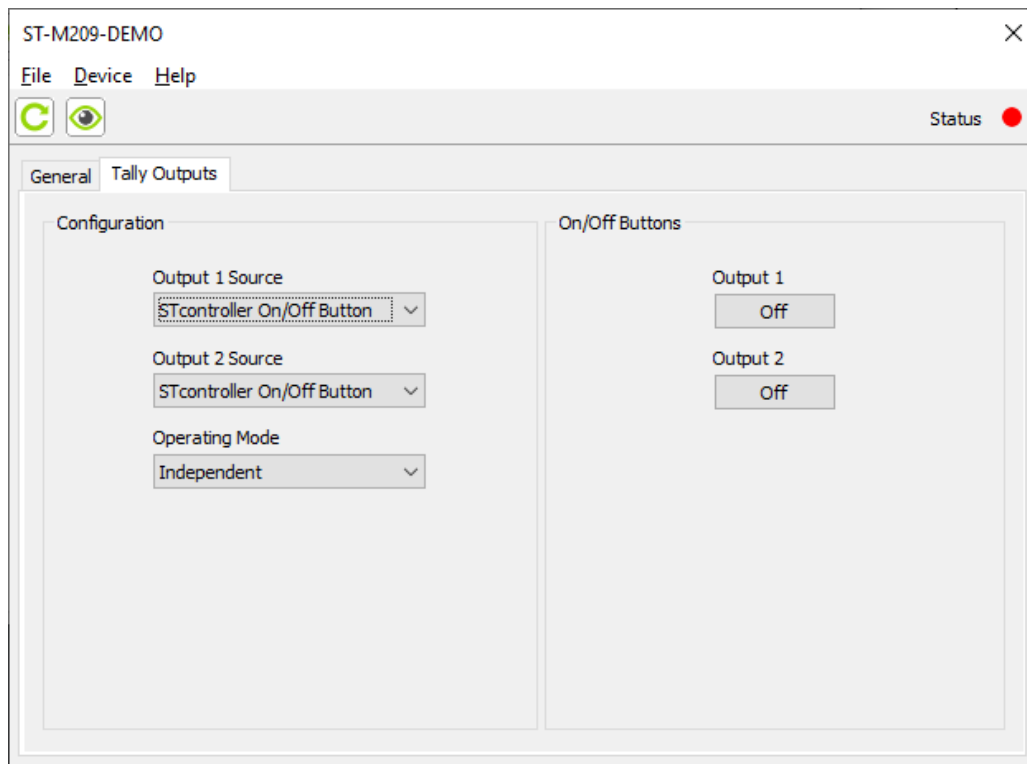 ST-M209-DEMO
File Device Help
Status
General Tally Outputs
Configuration
Output 1 Source
STcontroller On/Off Button
Output 2 Source
STcontroller On/Off Button
Operating Mode
Independent
On/Off Buttons
Output 1
Off
Output 2
Off